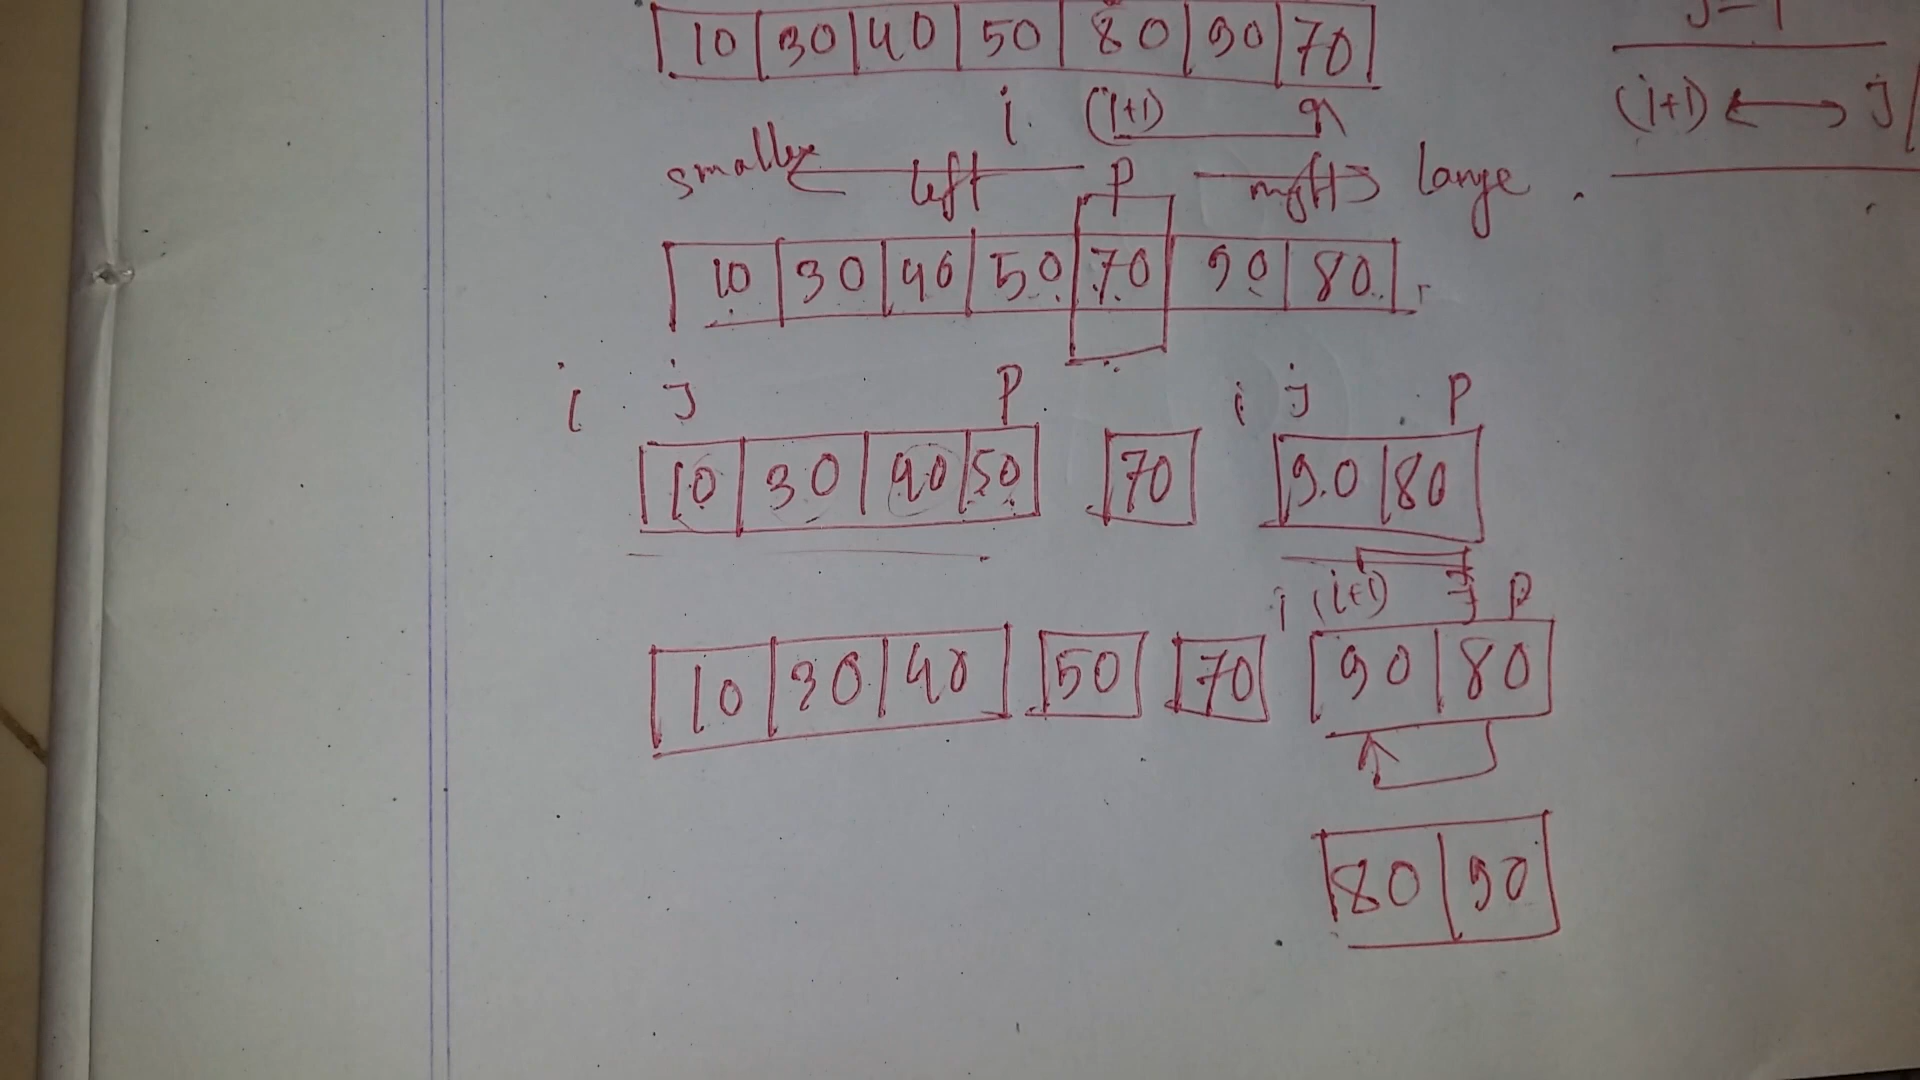 10 30 40 50 80 90 70
i (i+1)
(i+1) ⟷ j
smaller left P right large.
10 30 40 50 70 90 80
i j P i j P
10 30 40 50 70 90 80
i (i+1) j P
10 30 40 50 70 90 80
80 90